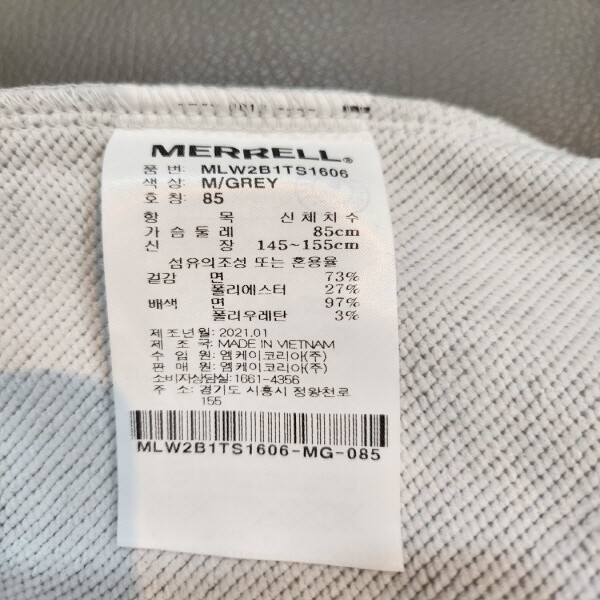 MERRELL®
품 번: MLW2B1TS1606
색 상: M/GREY
호 칭: 85
항 목 신체치수
가 슴 둘 레 85cm
신 장 145~155cm
섬유의조성 또는 혼용율
겉감 면 73%
폴리에스터 27%
배색 면 97%
폴리우레탄 3%
제조년월: 2021.01
제 조 국: MADE IN VIETNAM
수 입 원: 엠케이코리아(주)
판 매 원: 엠케이코리아(주)
소비자상담실: 1661-4356
주 소: 경기도 시흥시 정왕천로
155
MLW2B1TS1606-MG-085